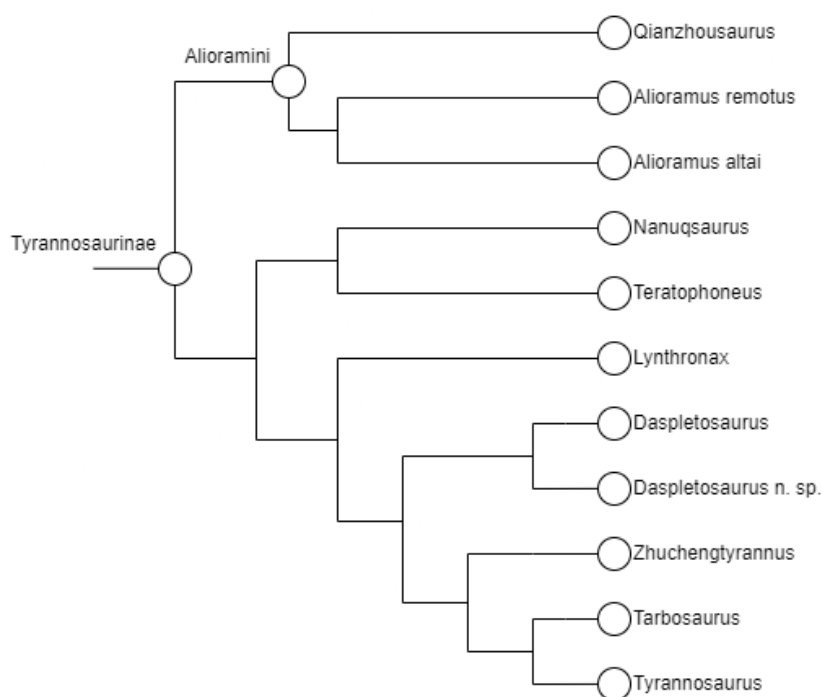 Qianzhousaurus
Alioramini
Alioramus remotus
Alioramus altai
Nanuqsaurus
Tyrannosaurinae
Teratophoneus
Lynthronax
Daspletosaurus
Daspletosaurus n. sp.
Zhuchengtyrannus
Tarbosaurus
Tyrannosaurus